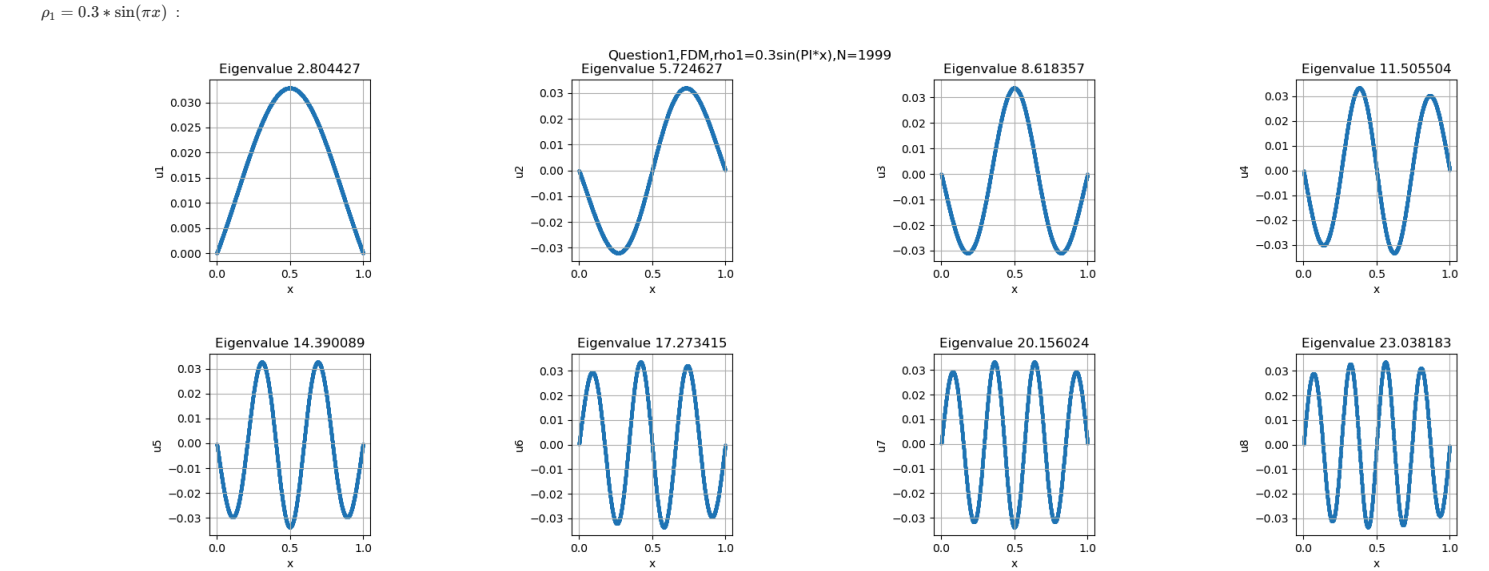 ρ₁ = 0.3 ∗ sin(πx) :
Question1,FDM,rho1=0.3sin(PI*x),N=1999
Eigenvalue 2.804427
0.030
0.025
0.020
0.015
0.010
0.005
0.000
u1
0.0 0.5 1.0
x
Eigenvalue 5.724627
0.03
0.02
0.01
0.00
−0.01
−0.02
−0.03
u2
0.0 0.5 1.0
x
Eigenvalue 8.618357
0.03
0.02
0.01
0.00
−0.01
−0.02
−0.03
u3
0.0 0.5 1.0
x
Eigenvalue 11.505504
0.03
0.02
0.01
0.00
−0.01
−0.02
−0.03
u4
0.0 0.5 1.0
x
Eigenvalue 14.390089
0.03
0.02
0.01
0.00
−0.01
−0.02
−0.03
u5
0.0 0.5 1.0
x
Eigenvalue 17.273415
0.03
0.02
0.01
0.00
−0.01
−0.02
−0.03
u6
0.0 0.5 1.0
x
Eigenvalue 20.156024
0.03
0.02
0.01
0.00
−0.01
−0.02
−0.03
u7
0.0 0.5 1.0
x
Eigenvalue 23.038183
0.03
0.02
0.01
0.00
−0.01
−0.02
−0.03
u8
0.0 0.5 1.0
x